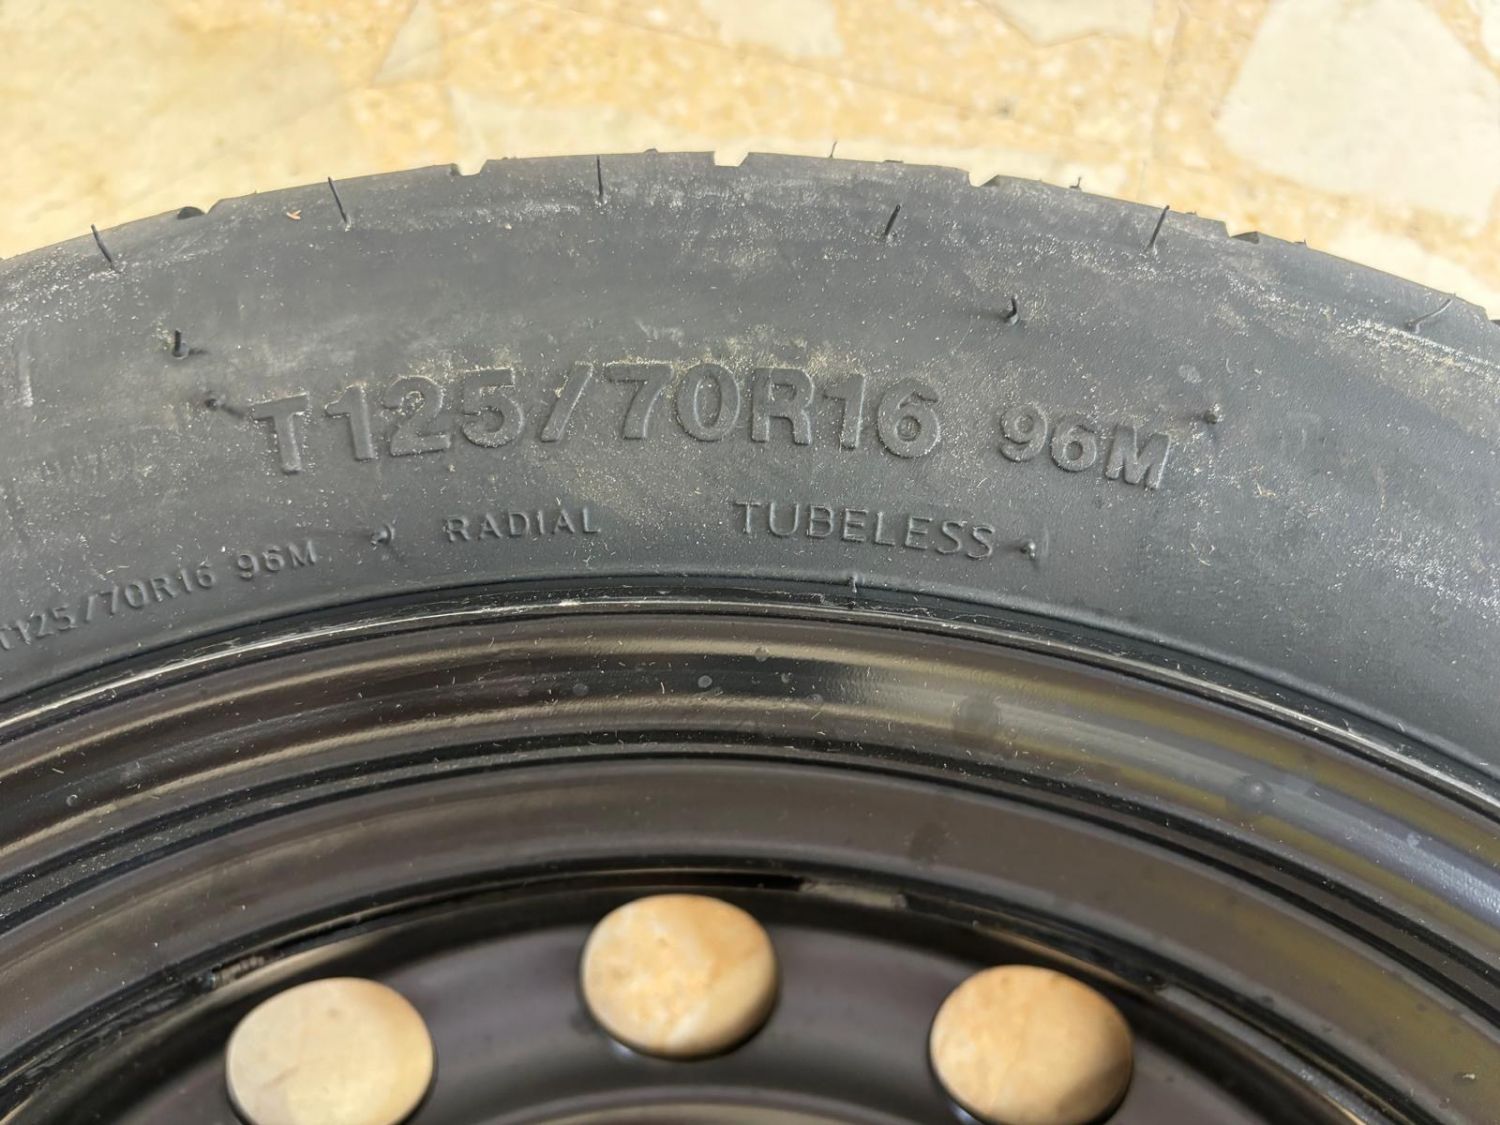 T125/70R16 96M
T125/70R16 96M RADIAL TUBELESS